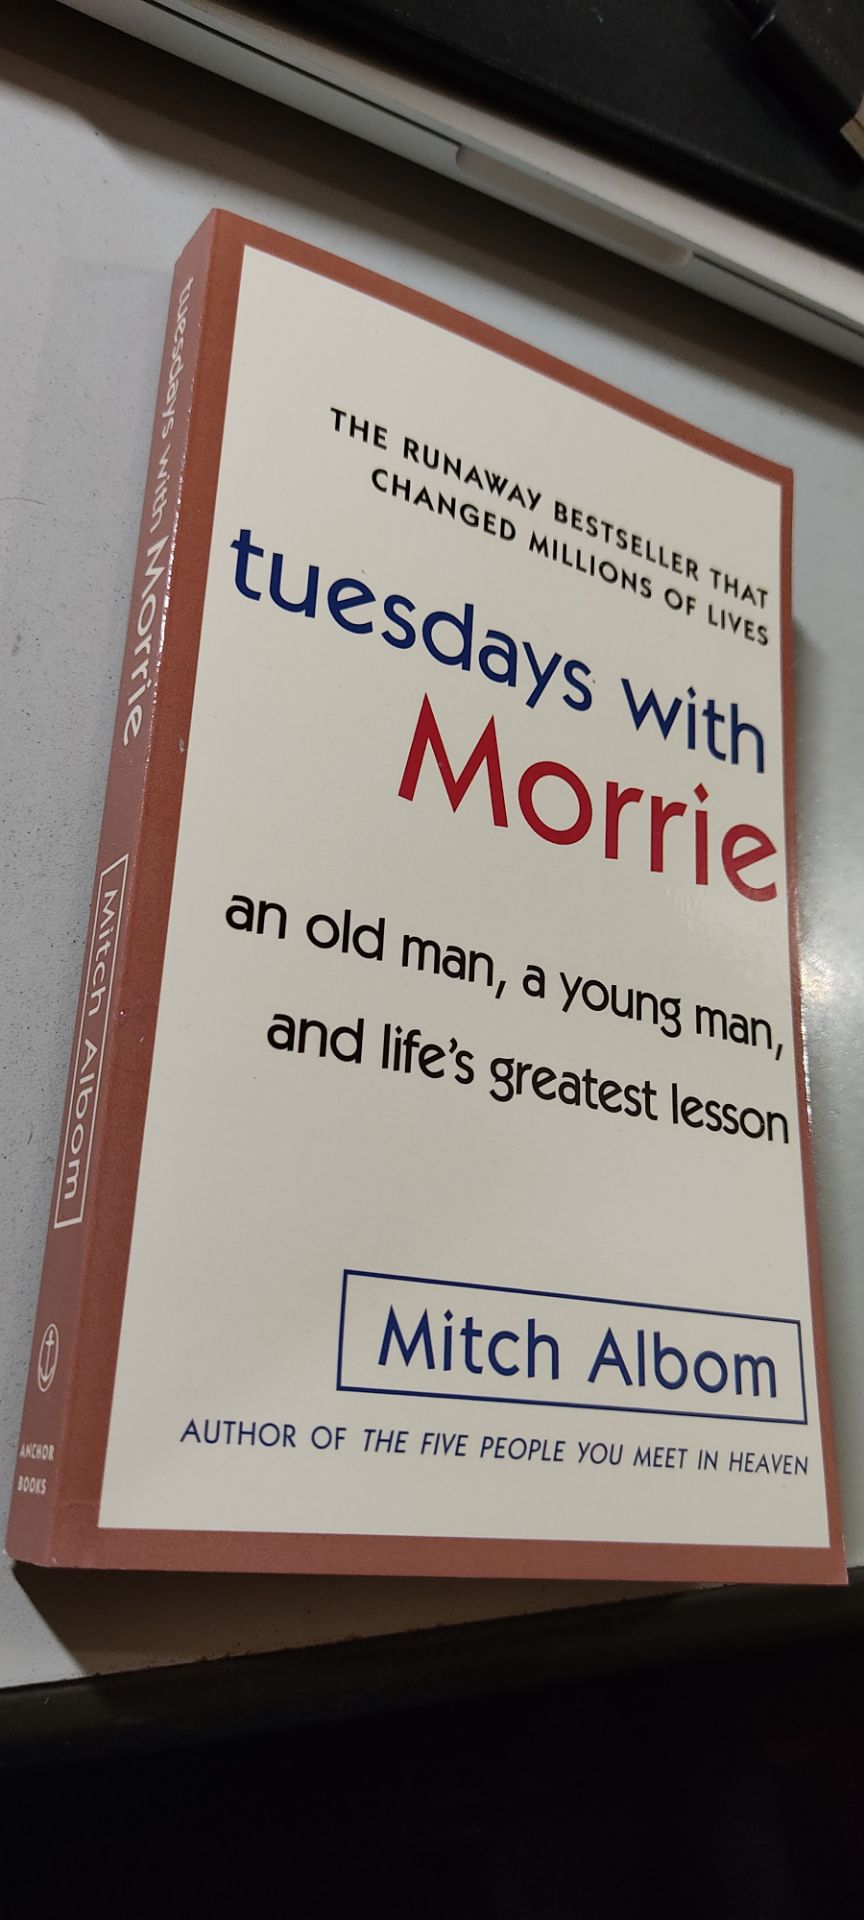 THE RUNAWAY BESTSELLER THAT
CHANGED MILLIONS OF LIVES
tuesdays with
Morrie
an old man, a young man,
and life's greatest lesson
Mitch Albom
AUTHOR OF THE FIVE PEOPLE YOU MEET IN HEAVEN
tuesdays with Morrie
Mitch Albom
ANCHOR
BOOKS